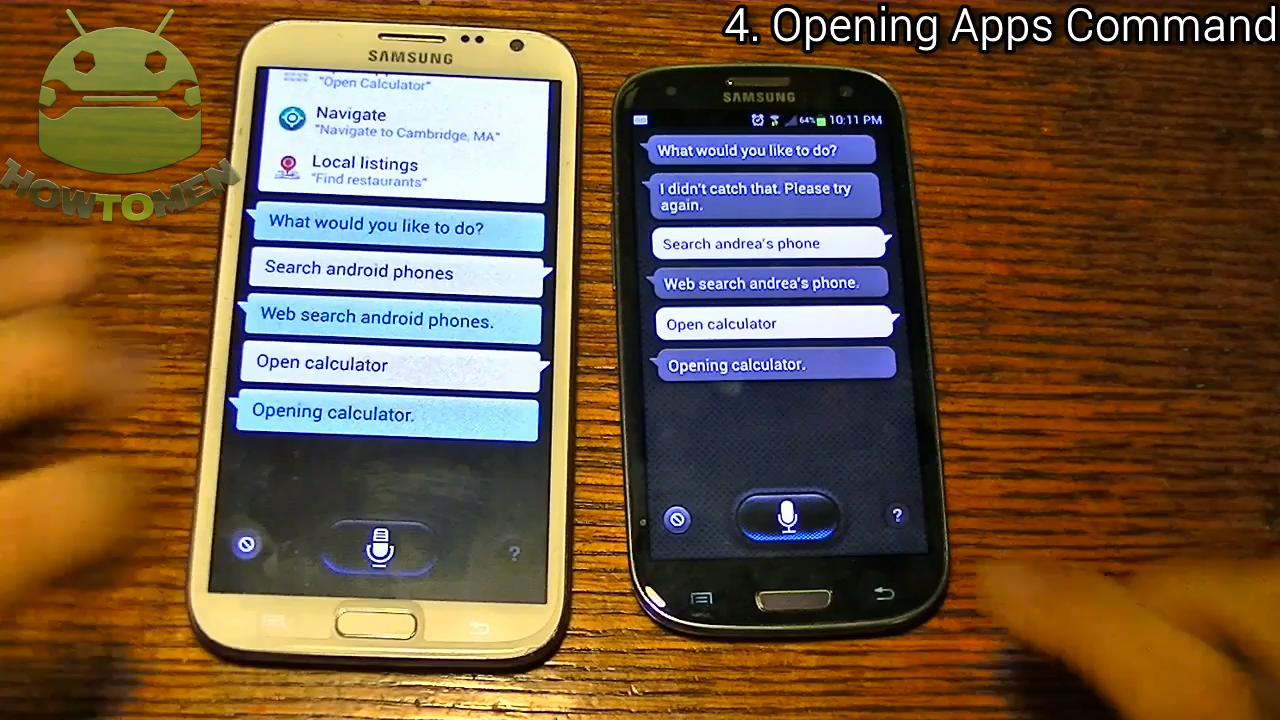 4. Opening Apps Command
HOWTOMEN
SAMSUNG
"Open Calculator"
Navigate
"Navigate to Cambridge, MA"
Local listings
"Find restaurants"
What would you like to do?
Search android phones
Web search android phones.
Open calculator
Opening calculator.
?
SAMSUNG
64% 10:11 PM
What would you like to do?
I didn't catch that. Please try
again.
Search andrea's phone
Web search andrea's phone.
Open calculator
Opening calculator.
?